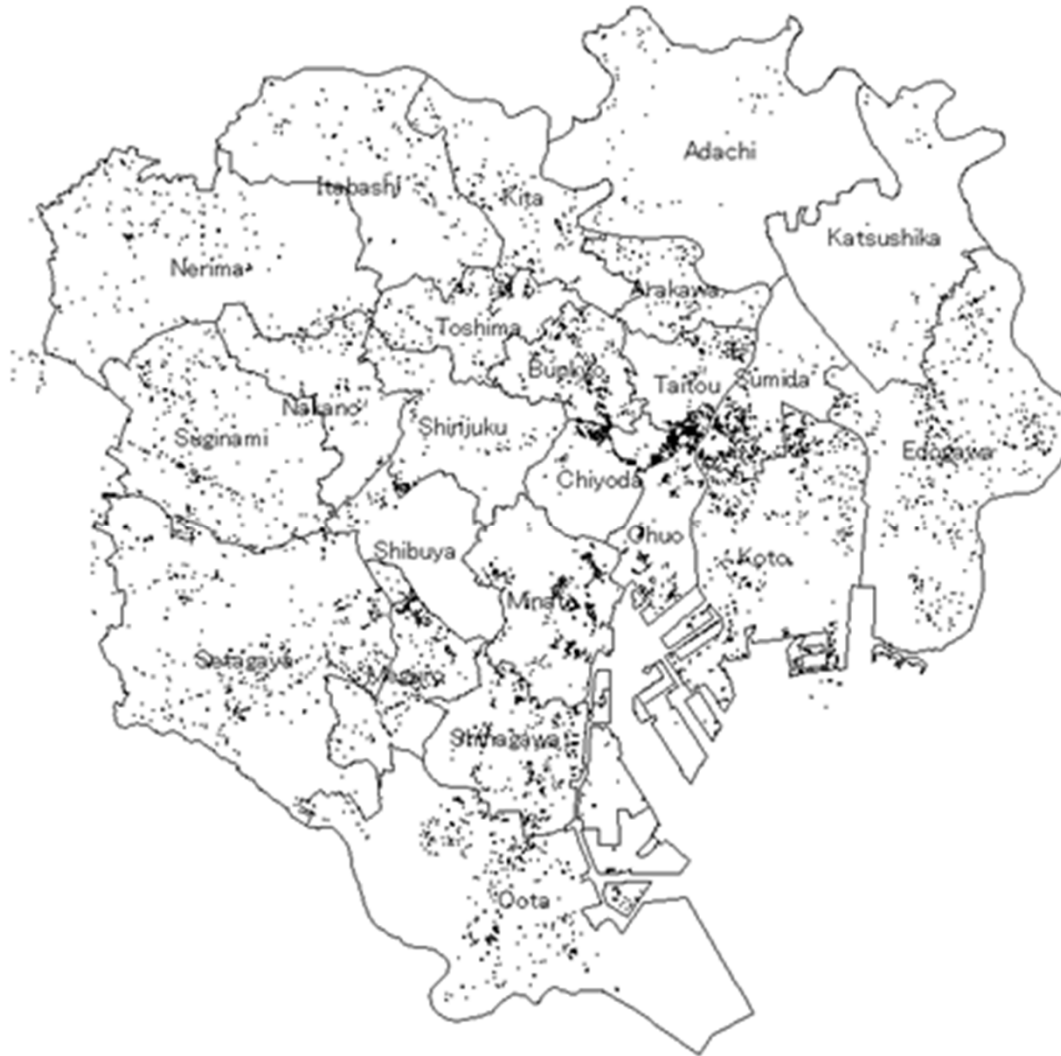 Adachi
Itabashi
Kita
Katsushika
Nerima
Arakawa
Toshima
Bunkyo
Taitou
Sumida
Nakano
Shinjuku
Suginami
Edogawa
Chiyoda
Chuo
Shibuya
Koto
Minato
Setagaya
Meguro
Shinagawa
Oota